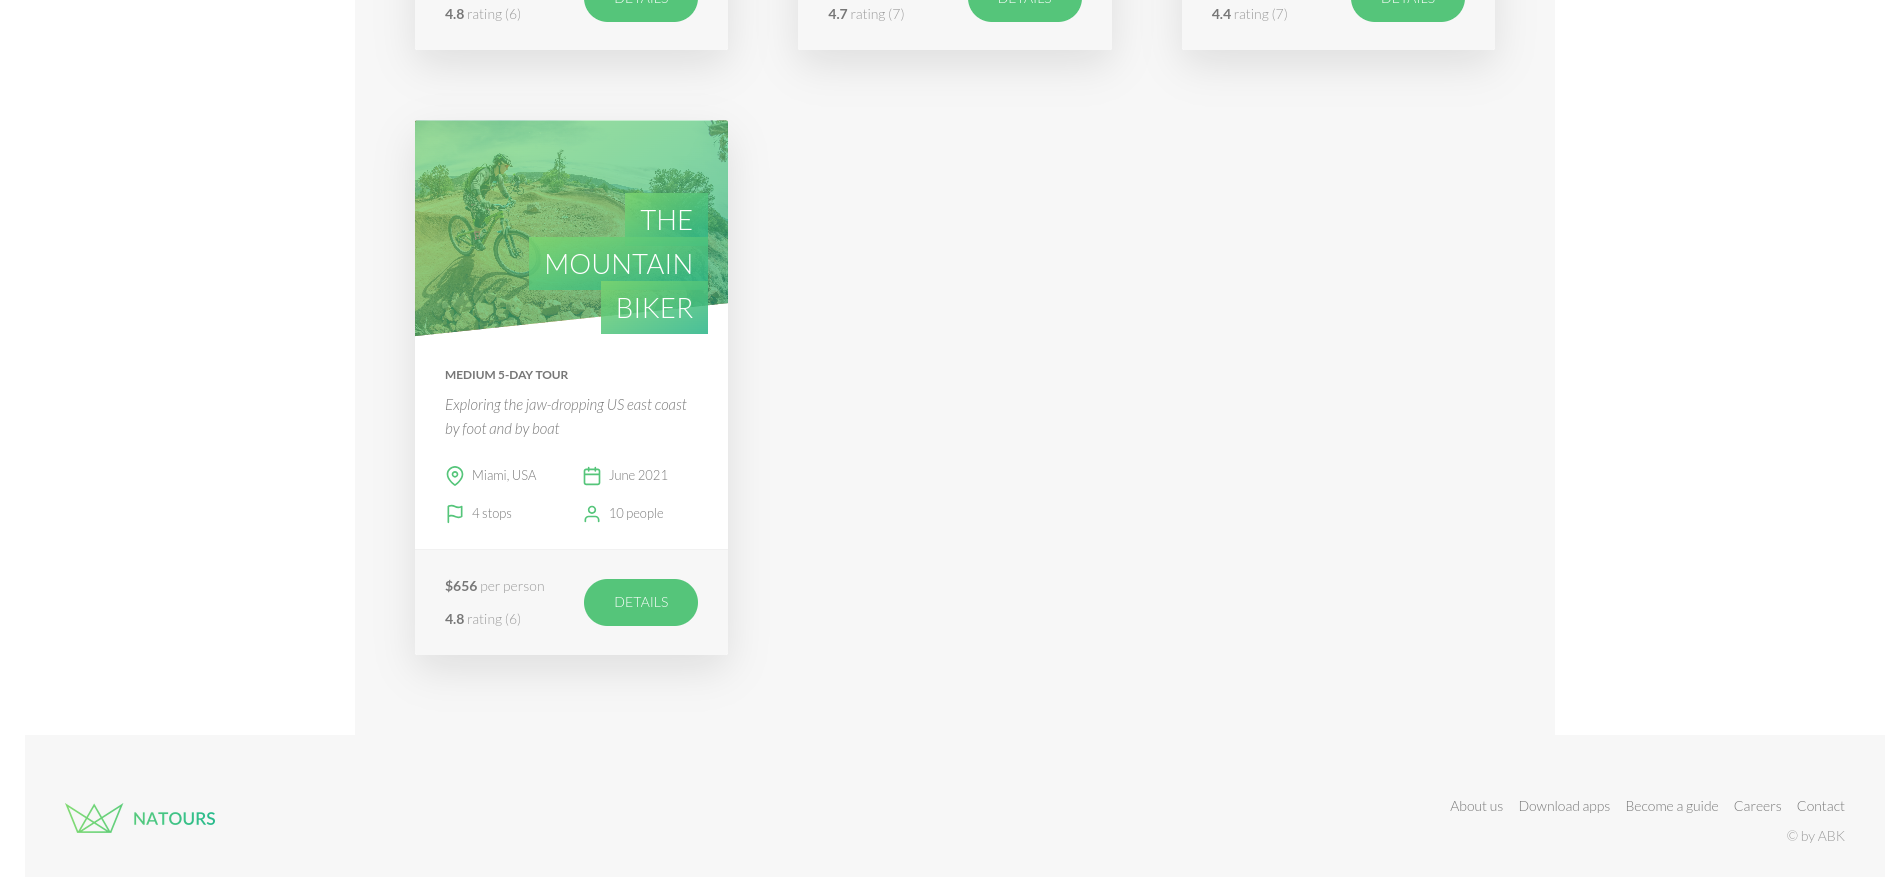 DETAILS DETAILS DETAILS
4.8 rating (6) 4.7 rating (7) 4.4 rating (7)
THE
MOUNTAIN
BIKER
MEDIUM 5-DAY TOUR
Exploring the jaw-dropping US east coast
by foot and by boat
Miami, USA June 2021
4 stops 10 people
$656 per person
DETAILS
4.8 rating (6)
NATOURS
About us Download apps Become a guide Careers Contact
© by ABK